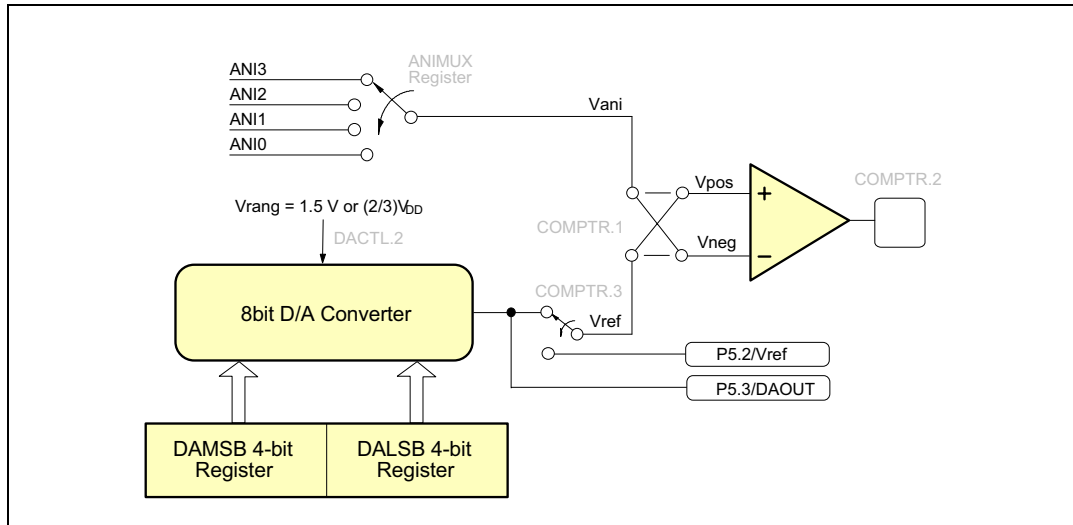 ANIMUX
Register
ANI3
ANI2
ANI1
ANI0
Vani
Vrang = 1.5 V or (2/3)VDD
DACTL.2
COMPTR.1
Vpos
Vneg
+
−
COMPTR.2
8bit D/A Converter
COMPTR.3
Vref
P5.2/Vref
P5.3/DAOUT
DAMSB 4-bit
Register
DALSB 4-bit
Register